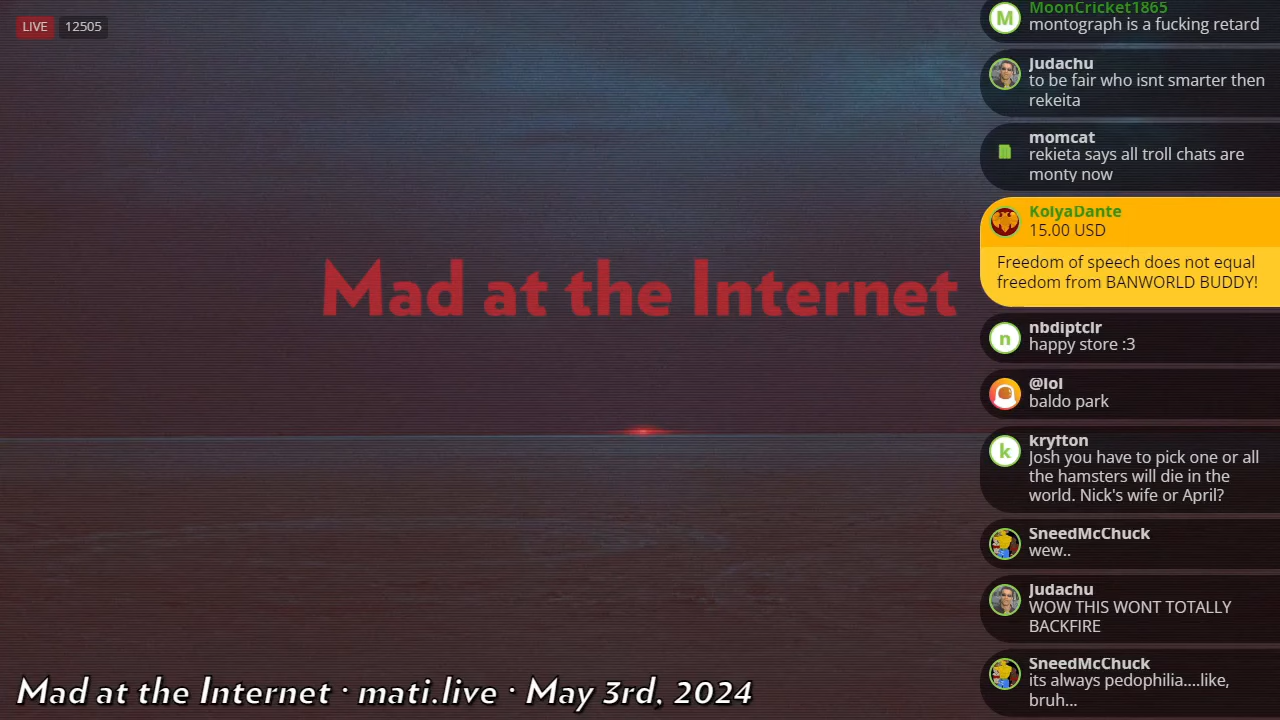 LIVE 12505
MoonCricket1865
montograph is a fucking retard
Judachu
to be fair who isnt smarter then
rekeita
momcat
rekieta says all troll chats are
monty now
KolyaDante
15.00 USD
Freedom of speech does not equal
freedom from BANWORLD BUDDY!
Mad at the Internet
nbdiptclr
happy store :3
@lol
baldo park
kryfton
Josh you have to pick one or all
the hamsters will die in the
world. Nick's wife or April?
SneedMcChuck
wew..
Judachu
WOW THIS WONT TOTALLY
BACKFIRE
SneedMcChuck
its always pedophilia....like,
bruh...
Mad at the Internet · mati.live · May 3rd, 2024